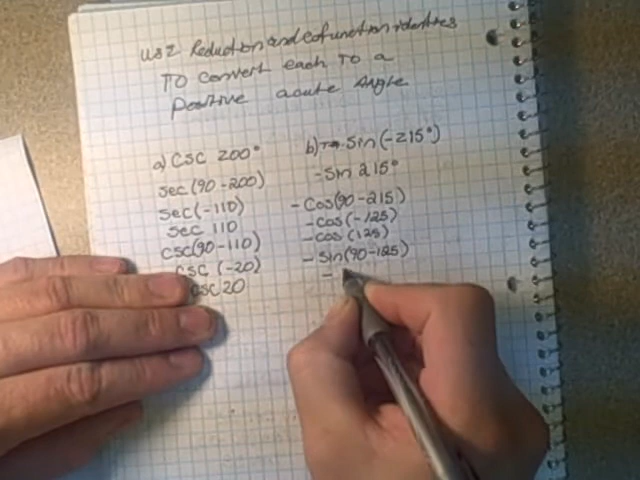 use Reduction and cofunction identities
TO convert each TO a
Positive acute Angle
a) CSC 200°
sec(90-200)
sec(-110)
sec 110
csc(90-110)
csc (-20)
csc 20
b) sin(-215°)
-sin 215°
-cos(90-215)
-cos(-125)
-cos(125)
-sin(90-125)
-